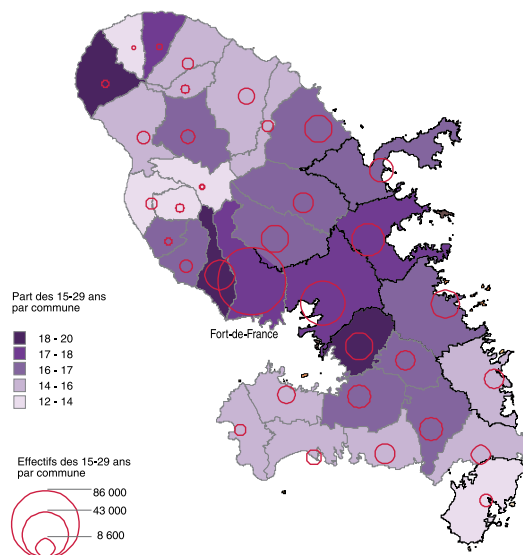 Fort-de-France
Part des 15-29 ans
par commune
18 - 20
17 - 18
16 - 17
14 - 16
12 - 14
Effectifs des 15-29 ans
par commune
86 000
43 000
8 600